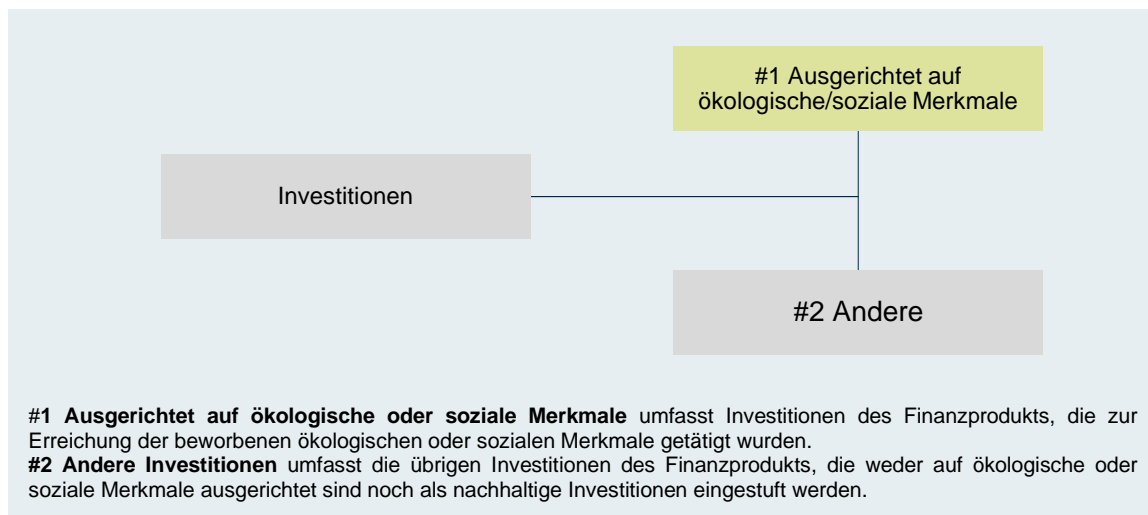 #1 Ausgerichtet auf
ökologische/soziale Merkmale
Investitionen
#2 Andere
#1 Ausgerichtet auf ökologische oder soziale Merkmale umfasst Investitionen des Finanzprodukts, die zur
Erreichung der beworbenen ökologischen oder sozialen Merkmale getätigt wurden.
#2 Andere Investitionen umfasst die übrigen Investitionen des Finanzprodukts, die weder auf ökologische oder
soziale Merkmale ausgerichtet sind noch als nachhaltige Investitionen eingestuft werden.